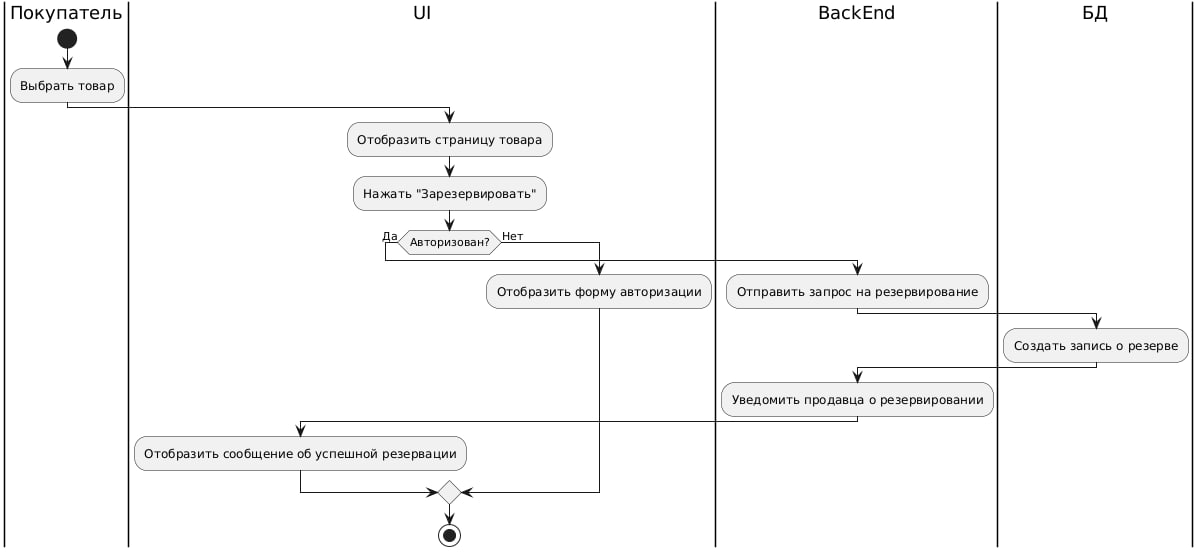 Покупатель
UI
BackEnd
БД
Выбрать товар
Отобразить страницу товара
Нажать "Зарезервировать"
Да
Авторизован?
Нет
Отобразить форму авторизации
Отправить запрос на резервирование
Создать запись о резерве
Уведомить продавца о резервировании
Отобразить сообщение об успешной резервации